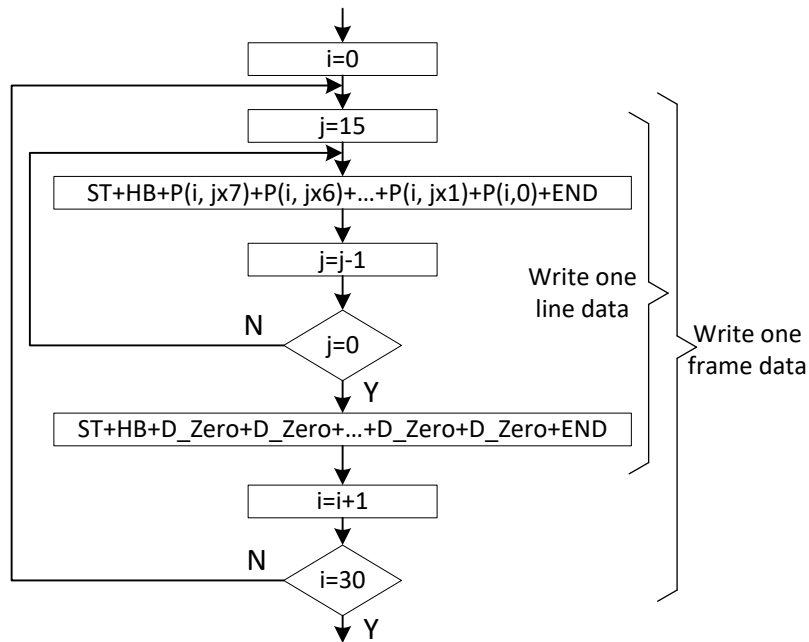 i=0
j=15
ST+HB+P(i, jx7)+P(i, jx6)+...+P(i, jx1)+P(i,0)+END
j=j-1
Write one
line data
N
j=0
Write one
frame data
Y
ST+HB+D_Zero+D_Zero+...+D_Zero+D_Zero+END
i=i+1
N
i=30
Y